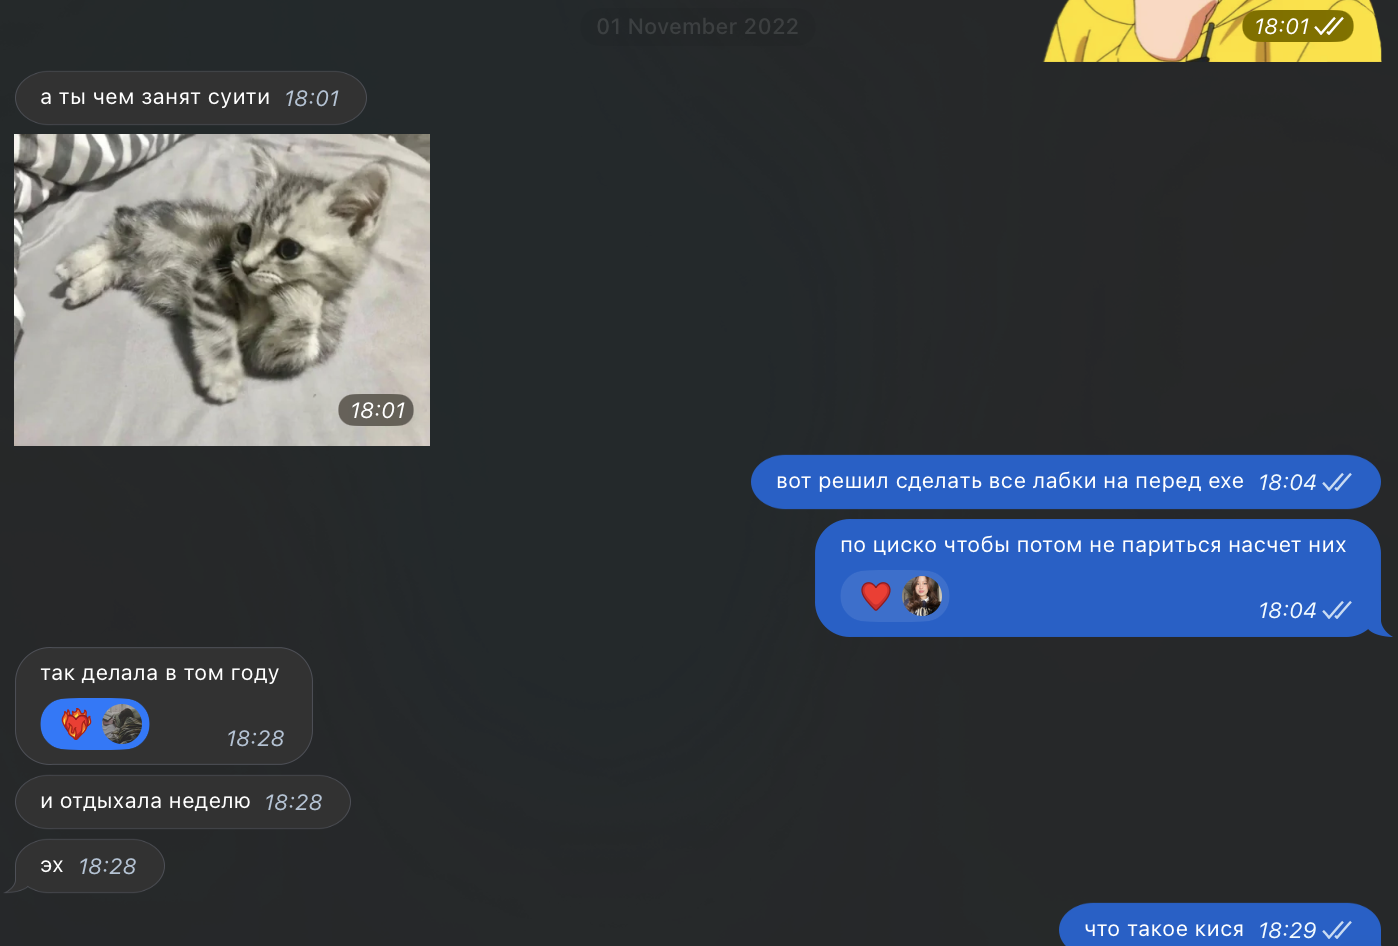 01 November 2022
18:01
а ты чем занят суити 18:01
18:01
вот решил сделать все лабки на перед ехе 18:04
по циско чтобы потом не париться насчет них
18:04
так делала в том году
18:28
и отдыхала неделю 18:28
эх 18:28
что такое кися 18:29